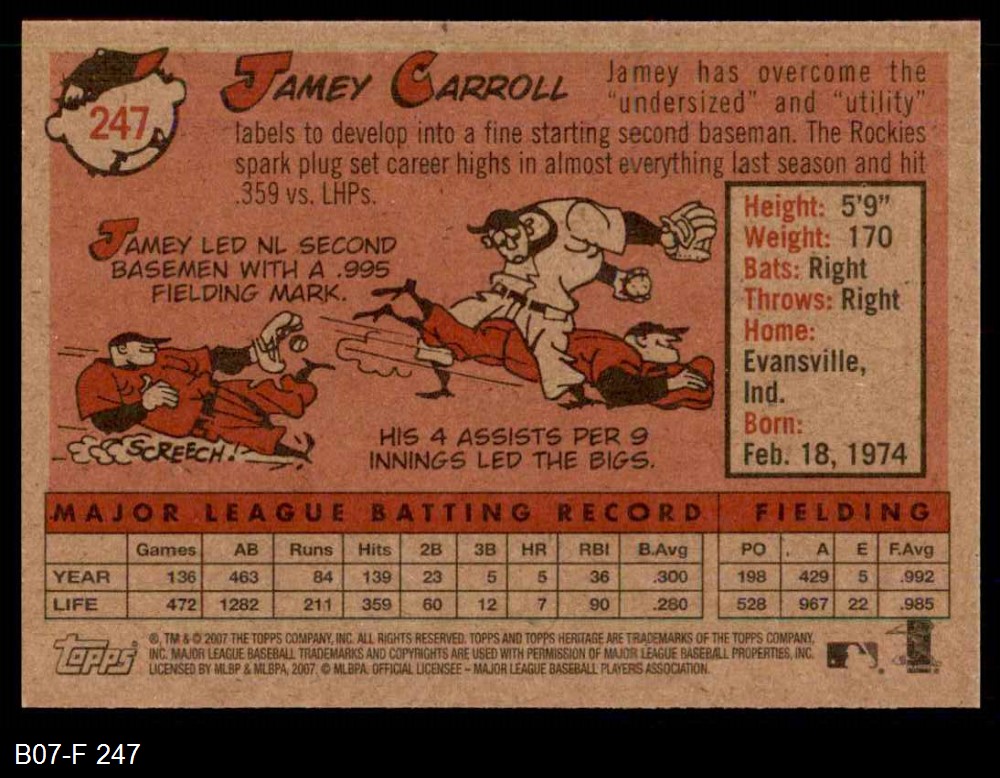 247
JAMEY CARROLL
Jamey has overcome the
"undersized" and "utility"
labels to develop into a fine starting second baseman. The Rockies
spark plug set career highs in almost everything last season and hit
.359 vs. LHPs.
JAMEY LED NL SECOND
BASEMEN WITH A .995
FIELDING MARK.
SCREECH!
HIS 4 ASSISTS PER 9
INNINGS LED THE BIGS.
Height: 5'9"
Weight: 170
Bats: Right
Throws: Right
Home:
Evansville,
Ind.
Born:
Feb. 18, 1974
MAJOR LEAGUE BATTING RECORD FIELDING
Games AB Runs Hits 2B 3B HR RBI B.Avg PO A E F.Avg
YEAR 136 463 84 139 23 5 5 36 .300 198 429 5 .992
LIFE 472 1282 211 359 60 12 7 90 .280 528 967 22 .985
Topps
®, TM & © 2007 THE TOPPS COMPANY, INC. ALL RIGHTS RESERVED. TOPPS AND TOPPS HERITAGE ARE TRADEMARKS OF THE TOPPS COMPANY,
INC. MAJOR LEAGUE BASEBALL TRADEMARKS AND COPYRIGHTS ARE USED WITH PERMISSION OF MAJOR LEAGUE BASEBALL PROPERTIES, INC.
LICENSED BY MLBP & MLBPA, 2007. © MLBPA. OFFICIAL LICENSEE – MAJOR LEAGUE BASEBALL PLAYERS ASSOCIATION.
B07-F 247